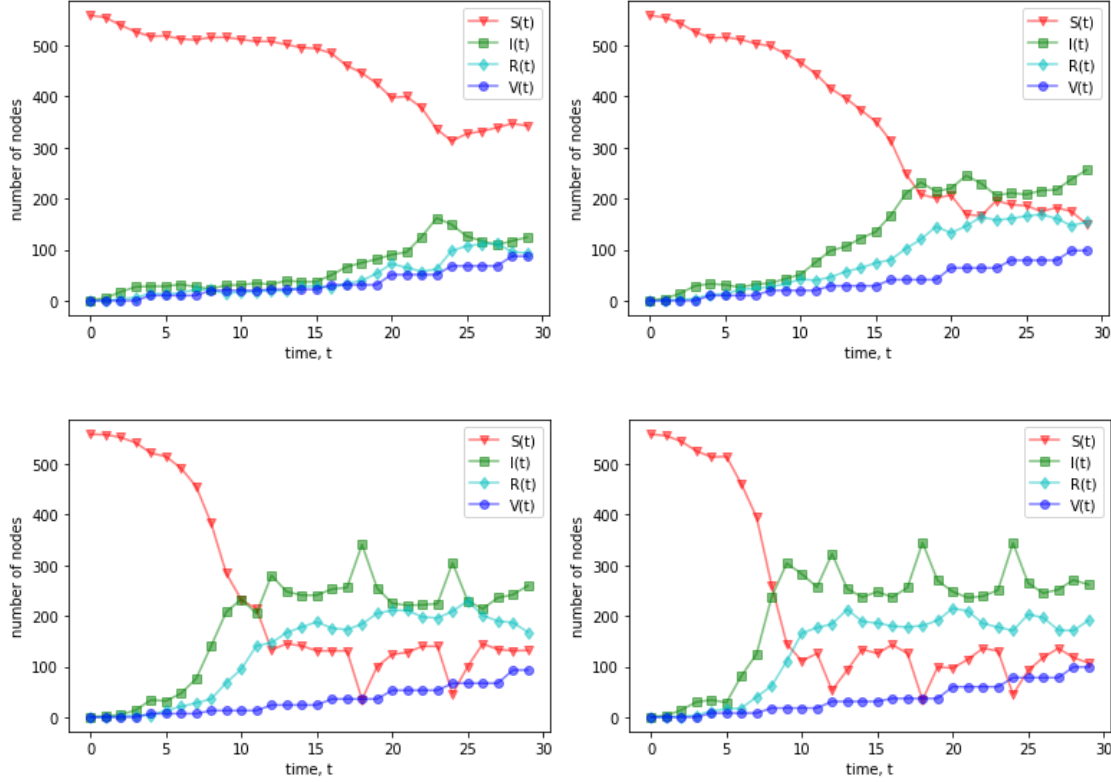 number of nodes
500
400
300
200
100
0
S(t)
I(t)
R(t)
V(t)
0 5 10 15 20 25 30
time, t
number of nodes
500
400
300
200
100
0
S(t)
I(t)
R(t)
V(t)
0 5 10 15 20 25 30
time, t
number of nodes
500
400
300
200
100
0
S(t)
I(t)
R(t)
V(t)
0 5 10 15 20 25 30
time, t
number of nodes
500
400
300
200
100
0
S(t)
I(t)
R(t)
V(t)
0 5 10 15 20 25 30
time, t